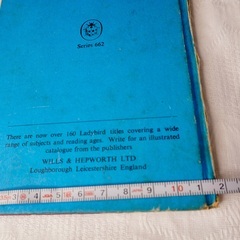 Series 662
There are now over 160 Ladybird titles covering a wide
range of subjects and reading ages. Write for an illustrated
catalogue from the publishers
WILLS & HEPWORTH LTD
Loughborough Leicestershire England
2 3 4 5 6 7 8 9 10 1 2